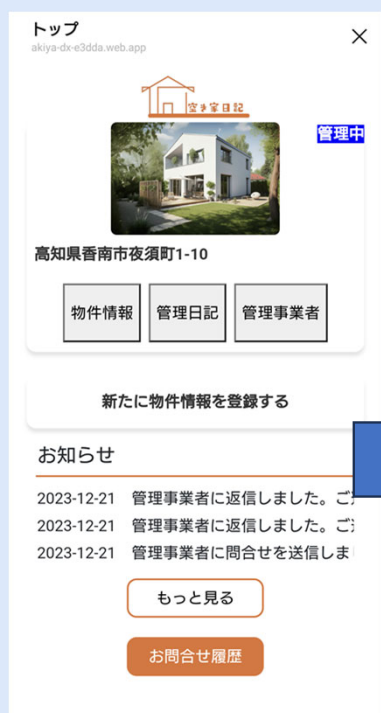 トップ
akiya-dx-e3dda.web.app
空き家日記
管理中
高知県香南市夜須町1-10
物件情報 管理日記 管理事業者
新たに物件情報を登録する
お知らせ
2023-12-21 管理事業者に返信しました。ご
2023-12-21 管理事業者に返信しました。ご
2023-12-21 管理事業者に問合せを送信しま
もっと見る
お問合せ履歴